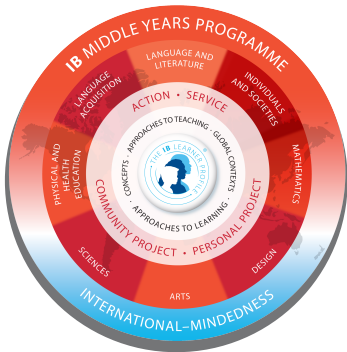 IB MIDDLE YEARS PROGRAMME
LANGUAGE AND
LITERATURE
INDIVIDUALS
AND SOCIETIES
MATHEMATICS
DESIGN
ARTS
SCIENCES
PHYSICAL AND
HEALTH
EDUCATION
LANGUAGE
ACQUISITION
INTERNATIONAL–MINDEDNESS
ACTION • SERVICE
COMMUNITY PROJECT • PERSONAL PROJECT
APPROACHES TO TEACHING · GLOBAL CONTEXTS ·
APPROACHES TO LEARNING ·
CONCEPTS ·
THE IB LEARNER PROFILE